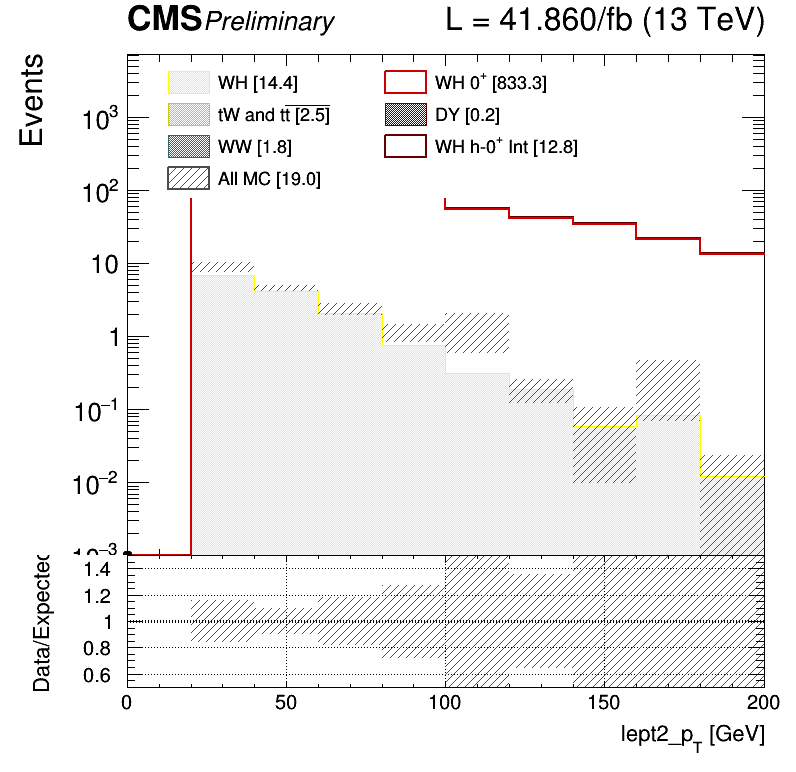 CMS Preliminary L = 41.860/fb (13 TeV)
Events
WH [14.4] WH 0⁺ [833.3]
tW and tt̅ [2.5] DY [0.2]
WW [1.8] WH h-0⁺ Int [12.8]
All MC [19.0]
10³
10²
10
1
10⁻¹
10⁻²
10⁻³
Data/Expected
1.4
1.2
1
0.8
0.6
0 50 100 150 200
lept2_p_T [GeV]